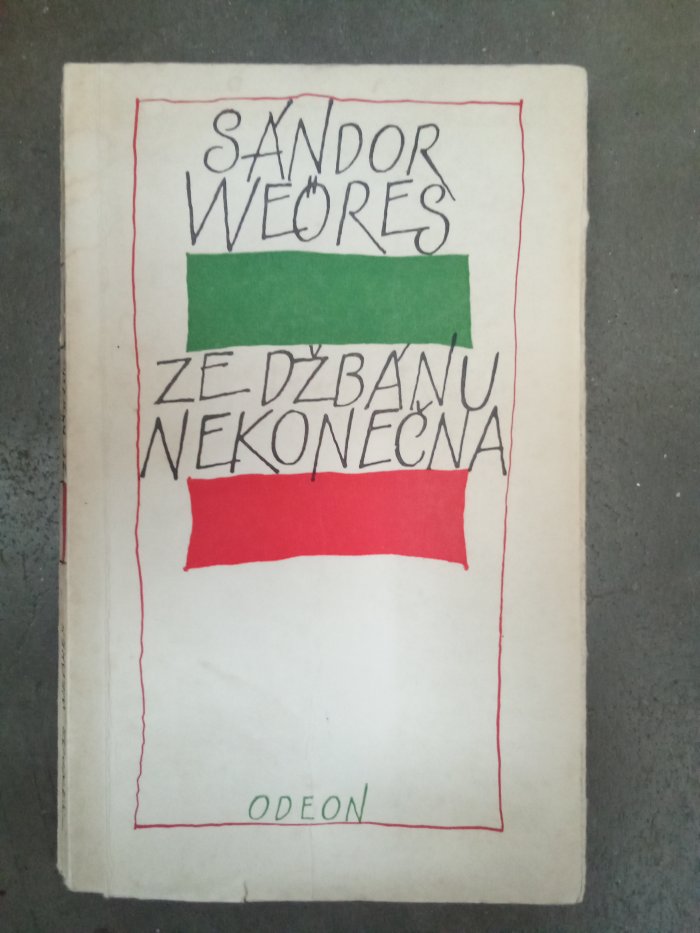 SÁNDOR
WEÖRES
ZE DŽBÁNU
NEKONEČNA
ODEON